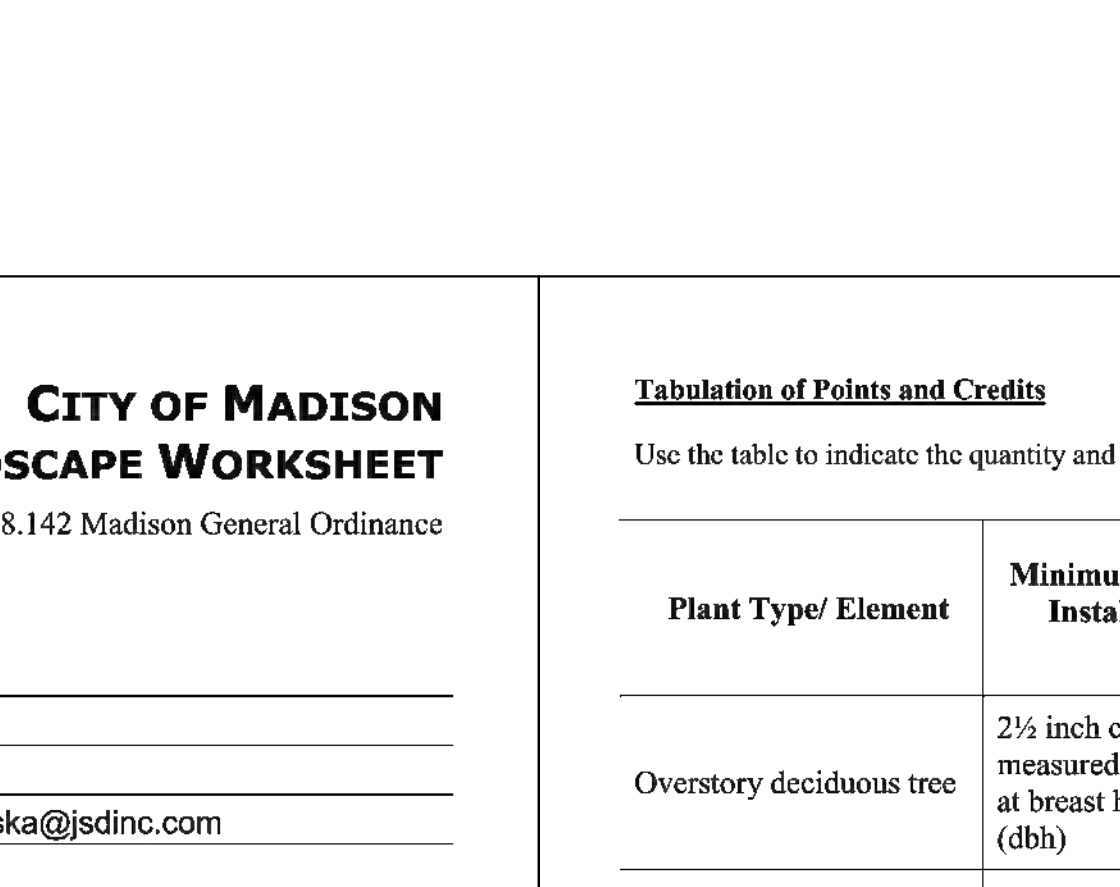 CITY OF MADISON
SCAPE WORKSHEET
8.142 Madison General Ordinance
ska@jsdinc.com
Tabulation of Points and Credits
Use the table to indicate the quantity and
Plant Type/ Element
Minimu
Insta
Overstory deciduous tree
2½ inch c
measured
at breast h
(dbh)